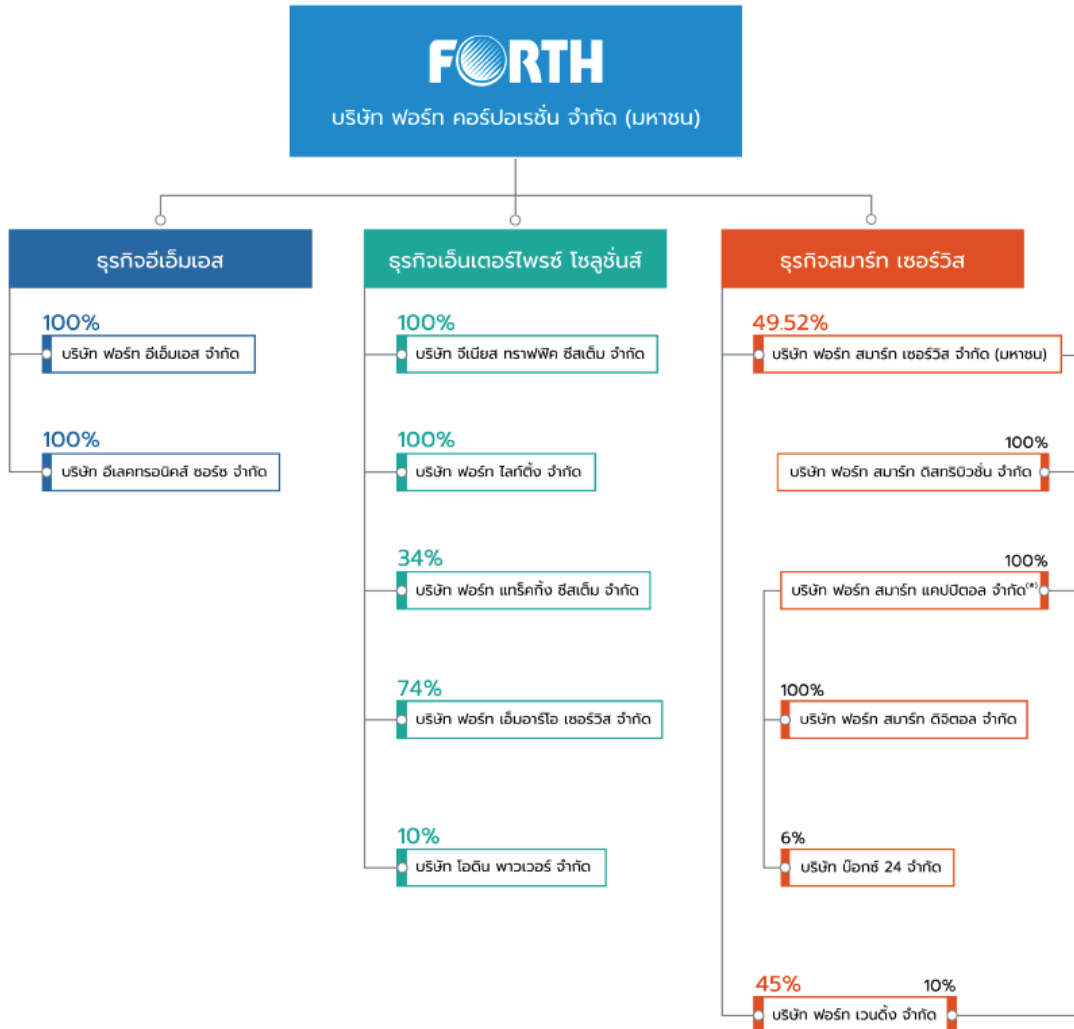 FORTH
บริษัท ฟอร์ท คอร์ปอเรชั่น จำกัด (มหาชน)
ธุรกิจอีเอ็มเอส
100%
บริษัท ฟอร์ท อีเอ็มเอส จำกัด
100%
บริษัท อีเลคทรอนิคส์ ซอร์ซ จำกัด
ธุรกิจเอ็นเตอร์ไพรซ์ โซลูชั่นส์
100%
บริษัท จีเนียส ทราฟฟิค ซีสเต็ม จำกัด
100%
บริษัท ฟอร์ท ไลท์ติ้ง จำกัด
34%
บริษัท ฟอร์ท แทร็คกิ้ง ซีสเต็ม จำกัด
74%
บริษัท ฟอร์ท เอ็มอาร์โอ เซอร์วิส จำกัด
10%
บริษัท โอดิน พาวเวอร์ จำกัด
ธุรกิจสมาร์ท เซอร์วิส
49.52%
บริษัท ฟอร์ท สมาร์ท เซอร์วิส จำกัด (มหาชน)
100%
บริษัท ฟอร์ท สมาร์ท ดิสทริบิวชั่น จำกัด
100%
บริษัท ฟอร์ท สมาร์ท แคปปิตอล จำกัด(*)
100%
บริษัท ฟอร์ท สมาร์ท ดิจิตอล จำกัด
6%
บริษัท บ๊อกซ์ 24 จำกัด
45% 10%
บริษัท ฟอร์ท เวนดิ้ง จำกัด